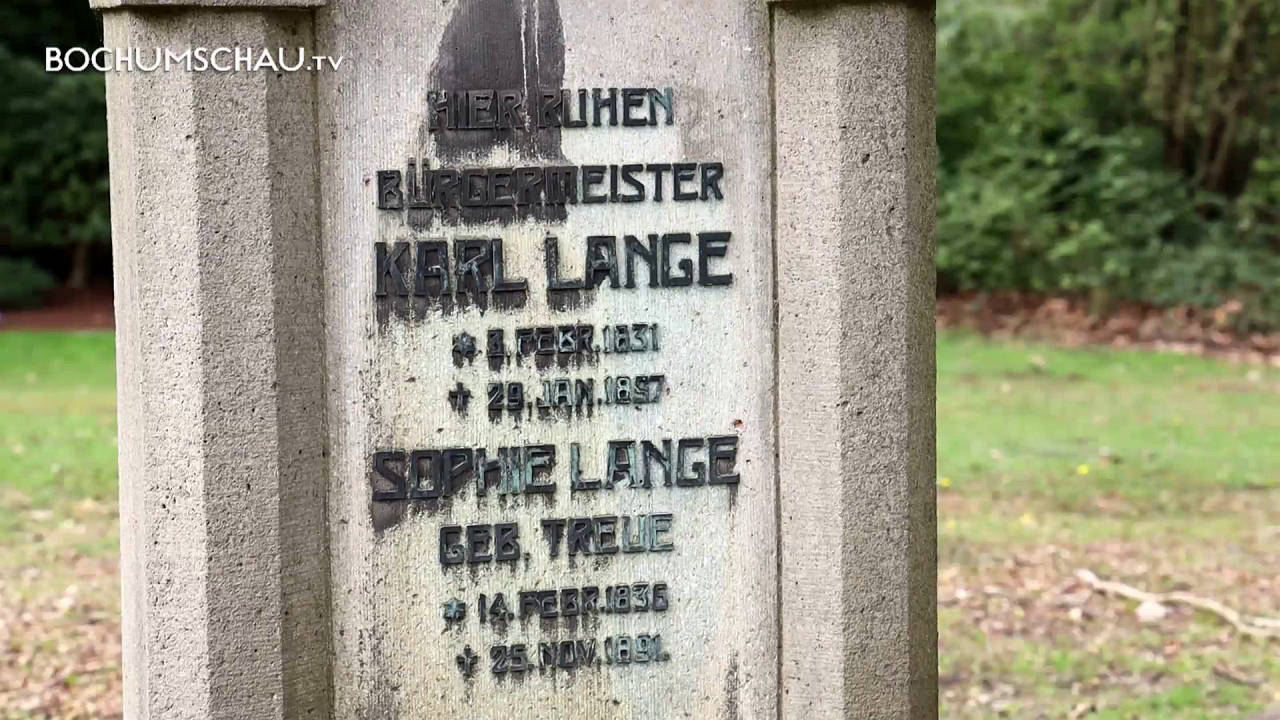 BOCHUMSCHAU.TV
HIER RUHEN
BÜRGERMEISTER
KARL LANGE
* 8. FEBR. 1831
✝ 29. JAN. 1897
SOPHIE LANGE
GEB. TREUE
* 14. FEBR. 1836
✝ 25. NOV. 1891.